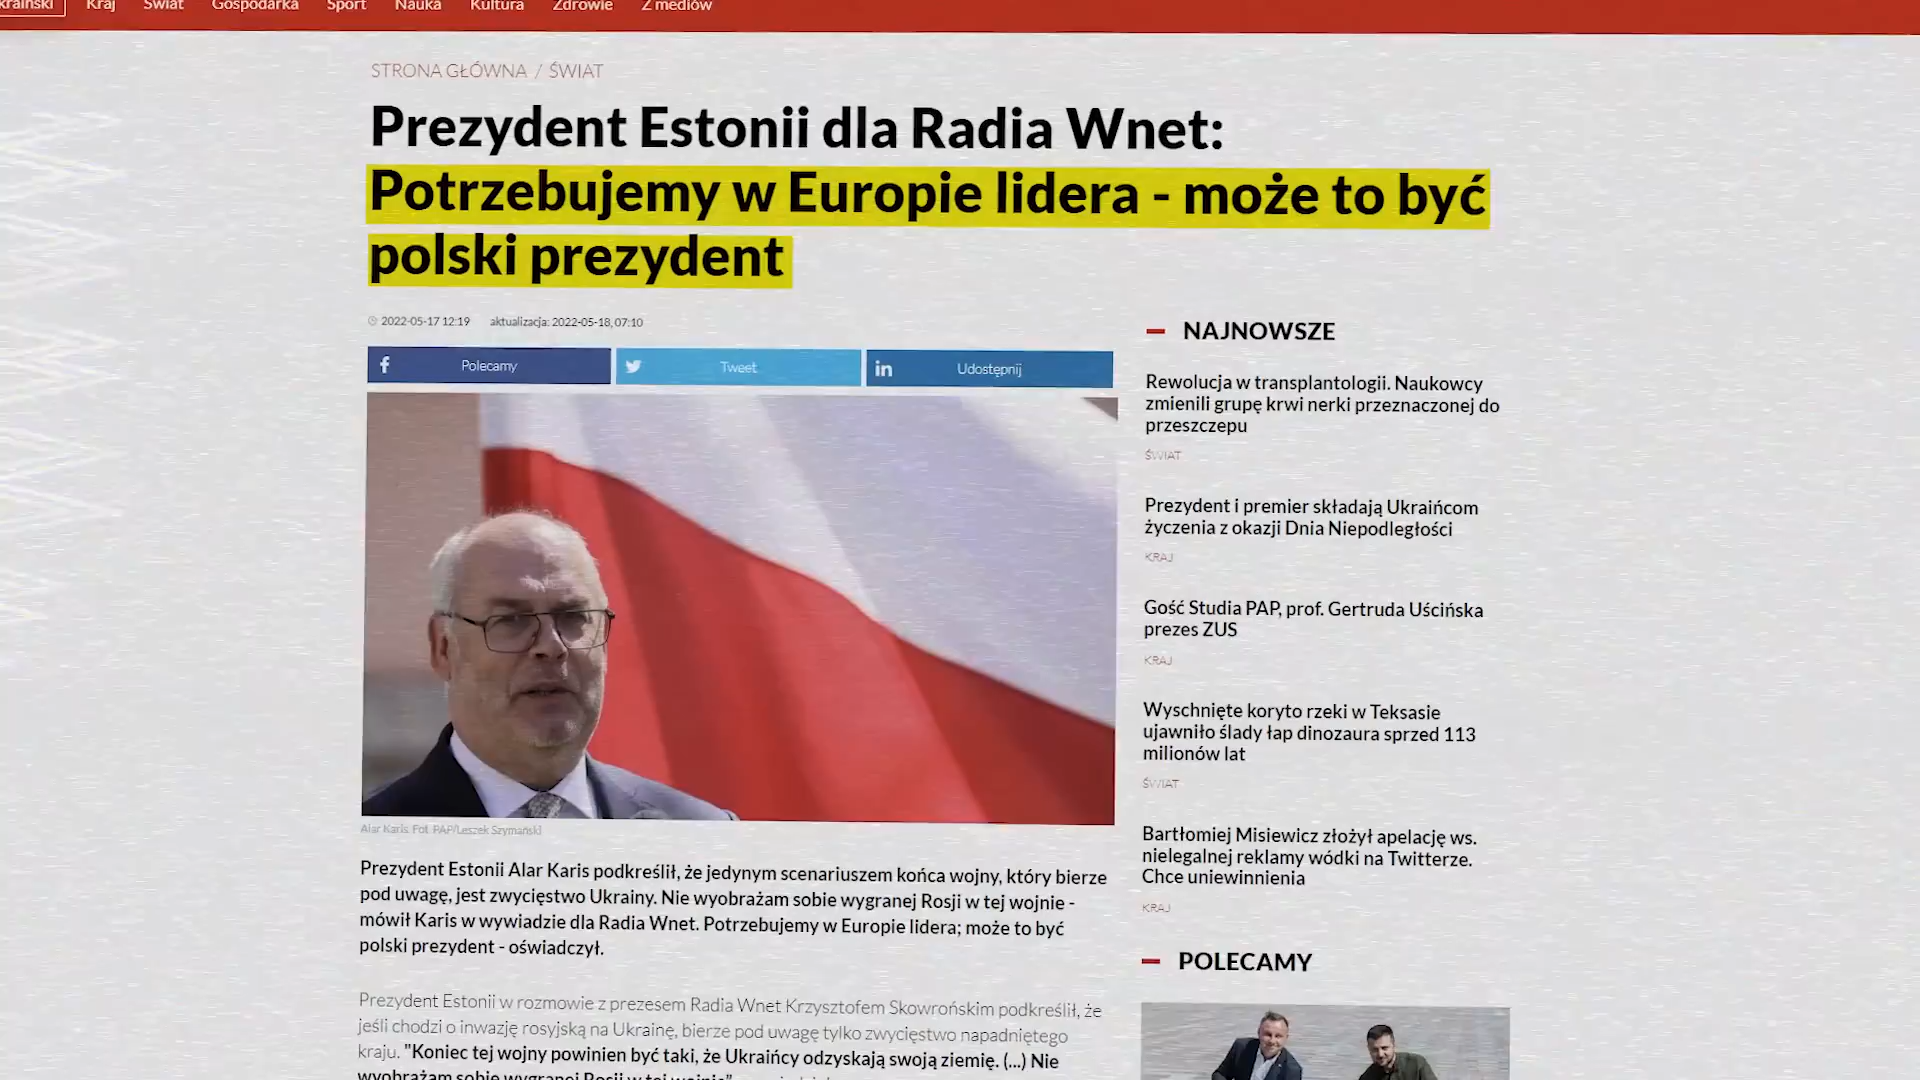 Kraj Świat Gospodarka Sport Nauka Kultura Zdrowie Z mediów
STRONA GŁÓWNA / ŚWIAT
Prezydent Estonii dla Radia Wnet:
Potrzebujemy w Europie lidera - może to być
polski prezydent
2022-05-17 12:19 aktualizacja: 2022-05-18, 07:10
Polecamy
Tweet
Udostępnij
Alar Karis. Fot. PAP/Leszek Szymański
Prezydent Estonii Alar Karis podkreślił, że jedynym scenariuszem końca wojny, który bierze
pod uwagę, jest zwycięstwo Ukrainy. Nie wyobrażam sobie wygranej Rosji w tej wojnie -
mówił Karis w wywiadzie dla Radia Wnet. Potrzebujemy w Europie lidera; może to być
polski prezydent - oświadczył.
Prezydent Estonii w rozmowie z prezesem Radia Wnet Krzysztofem Skowrońskim podkreślił, że
jeśli chodzi o inwazję rosyjską na Ukrainę, bierze pod uwagę tylko zwycięstwo napadniętego
kraju. "Koniec tej wojny powinien być taki, że Ukraińcy odzyskają swoją ziemię. (...) Nie
wyobrażam sobie wygranej Rosji w tej wojnie"
NAJNOWSZE
Rewolucja w transplantologii. Naukowcy
zmienili grupę krwi nerki przeznaczonej do
przeszczepu
ŚWIAT
Prezydent i premier składają Ukraińcom
życzenia z okazji Dnia Niepodległości
KRAJ
Gość Studia PAP, prof. Gertruda Uścińska
prezes ZUS
KRAJ
Wyschnięte koryto rzeki w Teksasie
ujawniło ślady łap dinozaura sprzed 113
milionów lat
ŚWIAT
Bartłomiej Misiewicz złożył apelację ws.
nielegalnej reklamy wódki na Twitterze.
Chce uniewinnienia
KRAJ
POLECAMY